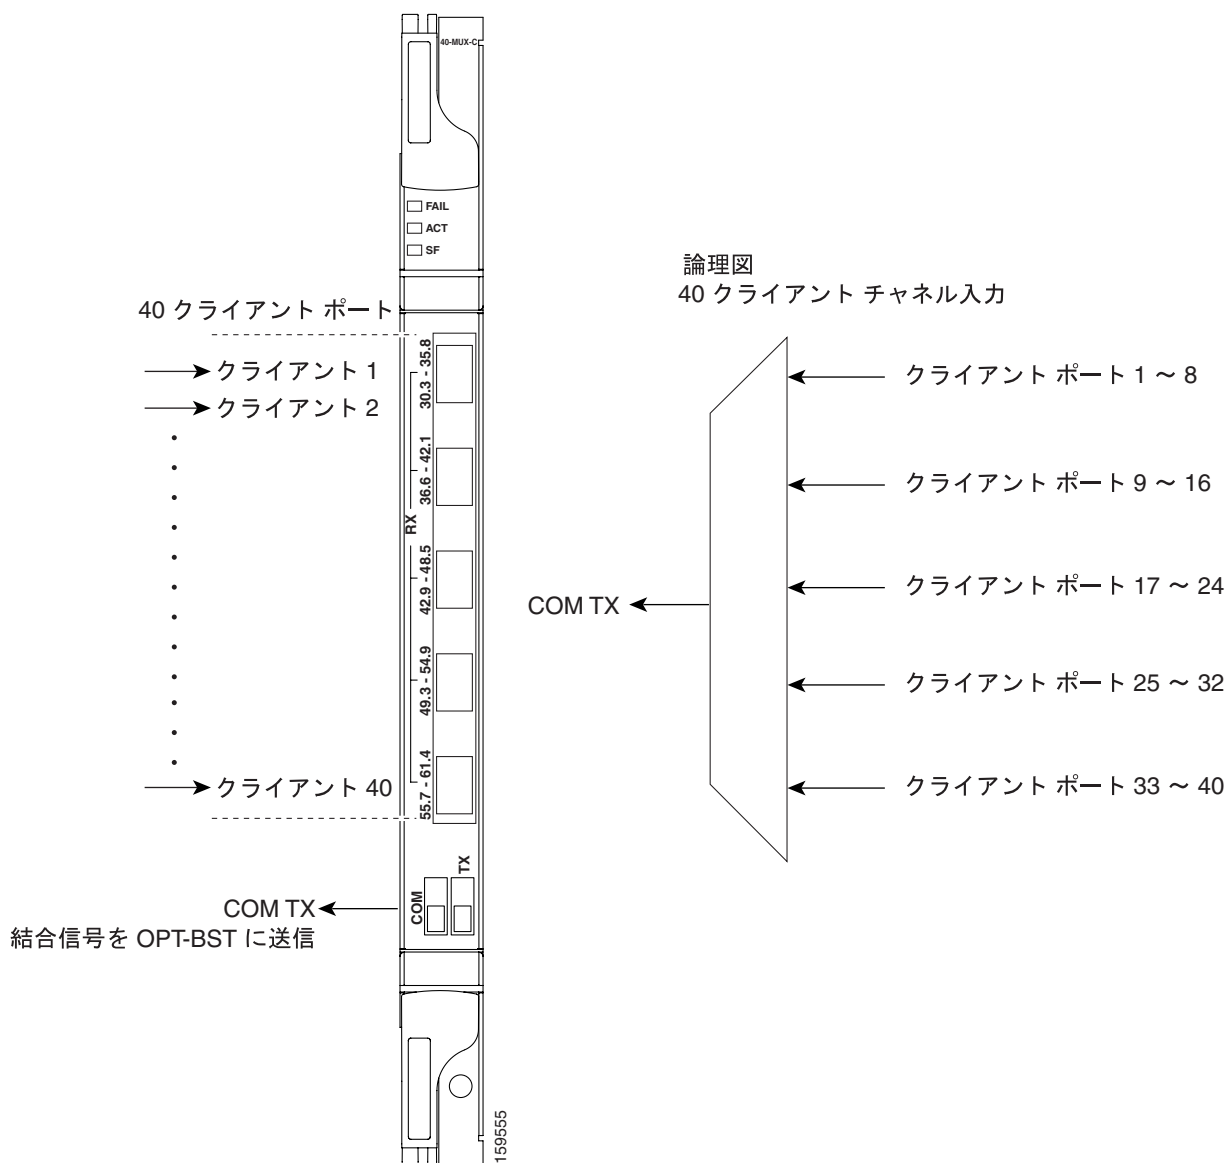 40-MUX-C
FAIL
ACT
SF
40 クライアント ポート
クライアント 1
クライアント 2
クライアント 40
30.3 - 35.8
36.6 - 42.1
RX
42.9 - 48.5
49.3 - 54.9
55.7 - 61.4
COM
TX
COM TX
結合信号を OPT-BST に送信
論理図
40 クライアント チャネル入力
クライアント ポート 1 ～ 8
クライアント ポート 9 ～ 16
クライアント ポート 17 ～ 24
クライアント ポート 25 ～ 32
クライアント ポート 33 ～ 40
COM TX
159555